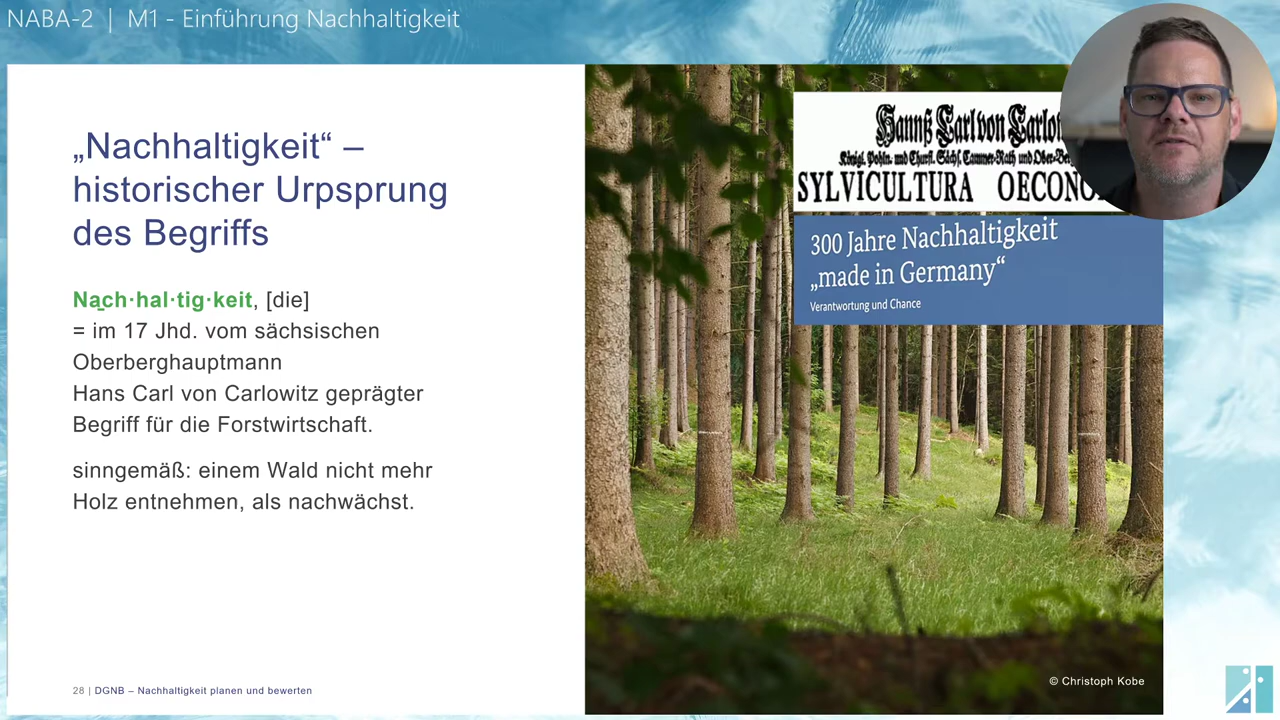 NABA-2 | M1 - Einführung Nachhaltigkeit
„Nachhaltigkeit“ –
historischer Urpsprung
des Begriffs
Nach·hal·tig·keit, [die]
= im 17 Jhd. vom sächsischen
Oberberghauptmann
Hans Carl von Carlowitz geprägter
Begriff für die Forstwirtschaft.
sinngemäß: einem Wald nicht mehr
Holz entnehmen, als nachwächst.
28 | DGNB – Nachhaltigkeit planen und bewerten
Hannß Carl von Carlo
Königl. Pohln. und Churfl. Sächs. Cammer-Rath und Ober-Be
SYLVICULTURA OECONO
300 Jahre Nachhaltigkeit
„made in Germany“
Verantwortung und Chance
© Christoph Kobe